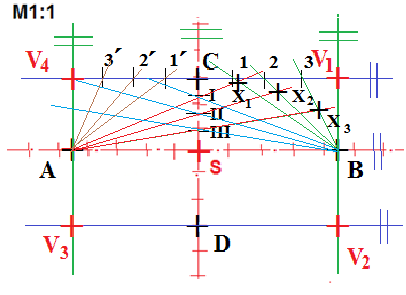 M1:1
3´ 2´ 1´ C 1 2 3
V4 V1
I X1 X2
II
III X3
A S B
V3 D V2